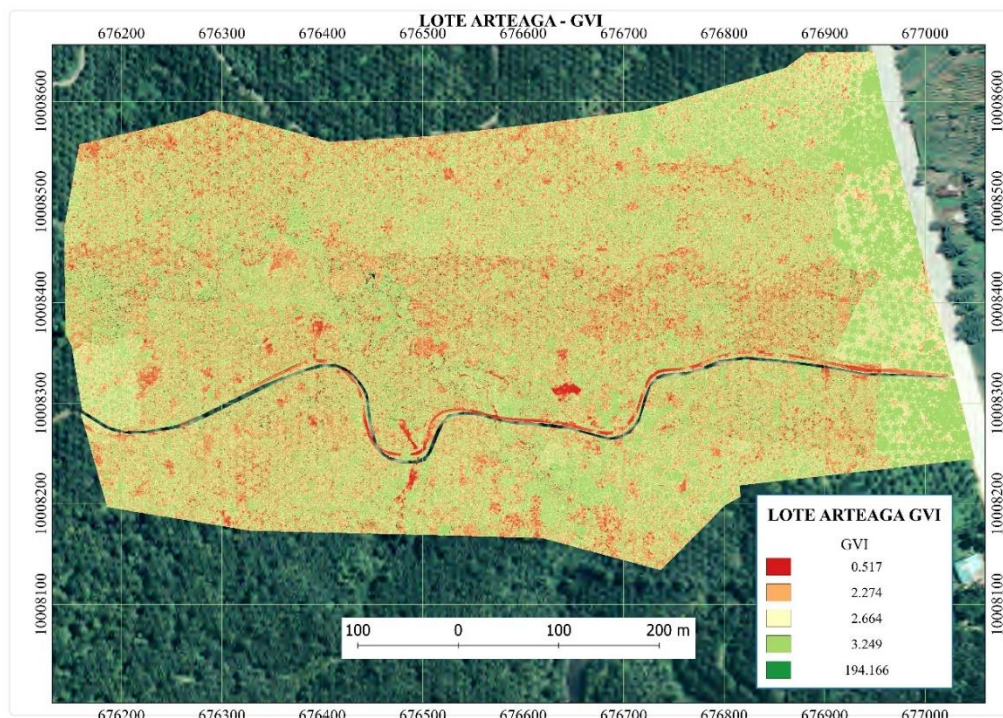 LOTE ARTEAGA - GVI
676200 676300 676400 676500 676600 676700 676800 676900 677000
10008600 10008600
10008500 10008500
10008400 10008400
10008300 10008300
10008200 10008200
10008100 10008100
LOTE ARTEAGA GVI
GVI
0.517
2.274
2.664
3.249
194.166
100 0 100 200 m
676200 676300 676400 676500 676600 676700 676800 676900 677000